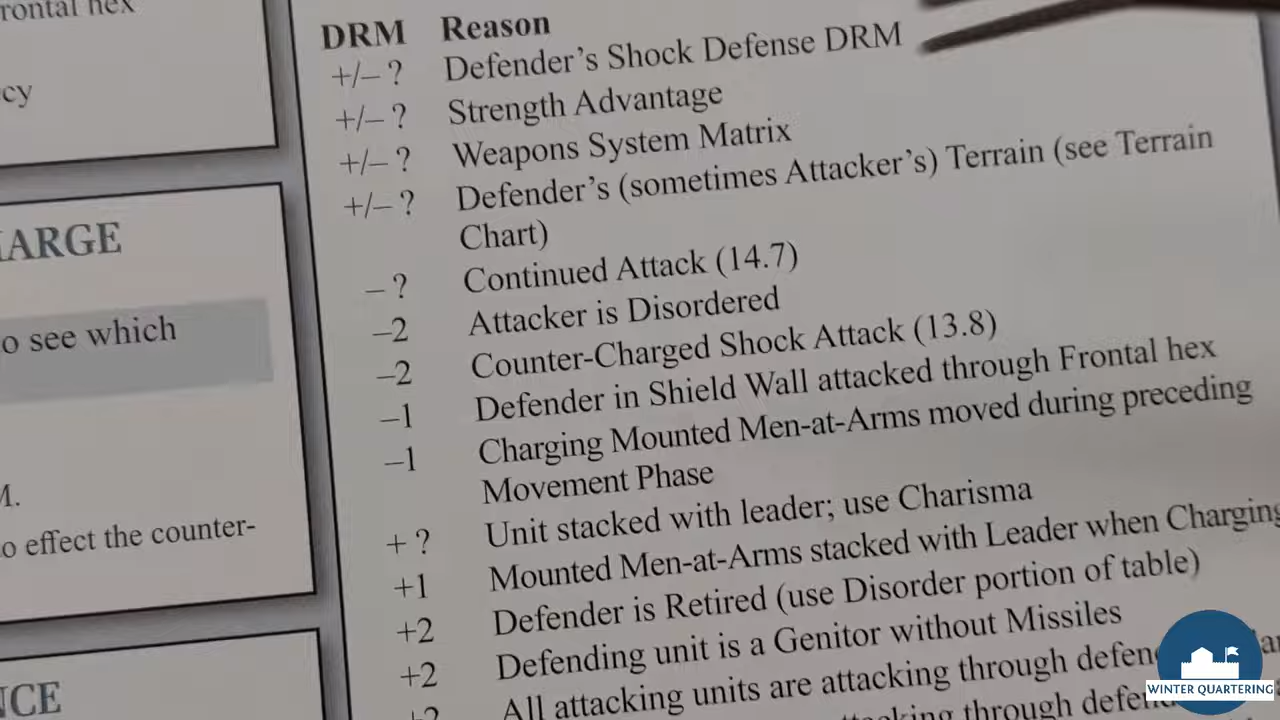 rontal hex
cy
ARGE
o see which
M.
o effect the counter-
NCE
DRM Reason
+/– ? Defender’s Shock Defense DRM
+/– ? Strength Advantage
+/– ? Weapons System Matrix
+/– ? Defender’s (sometimes Attacker’s) Terrain (see Terrain
Chart)
– ? Continued Attack (14.7)
–2 Attacker is Disordered
–2 Counter-Charged Shock Attack (13.8)
–1 Defender in Shield Wall attacked through Frontal hex
–1 Charging Mounted Men-at-Arms moved during preceding
Movement Phase
+ ? Unit stacked with leader; use Charisma
+1 Mounted Men-at-Arms stacked with Leader when Charging
+2 Defender is Retired (use Disorder portion of table)
+2 Defending unit is a Genitor without Missiles
+2 All attacking units are attacking through
through
WINTER QUARTERING